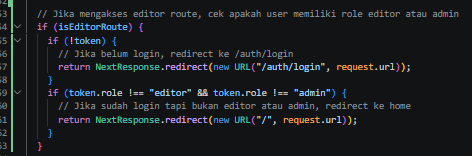 // Jika mengakses editor route, cek apakah user memiliki role editor atau admin
if (isEditorRoute) {
if (!token) {
// Jika belum login, redirect ke /auth/login
return NextResponse.redirect(new URL("/auth/login", request.url));
}
if (token.role !== "editor" && token.role !== "admin") {
// Jika sudah login tapi bukan editor atau admin, redirect ke home
return NextResponse.redirect(new URL("/", request.url));
}
}